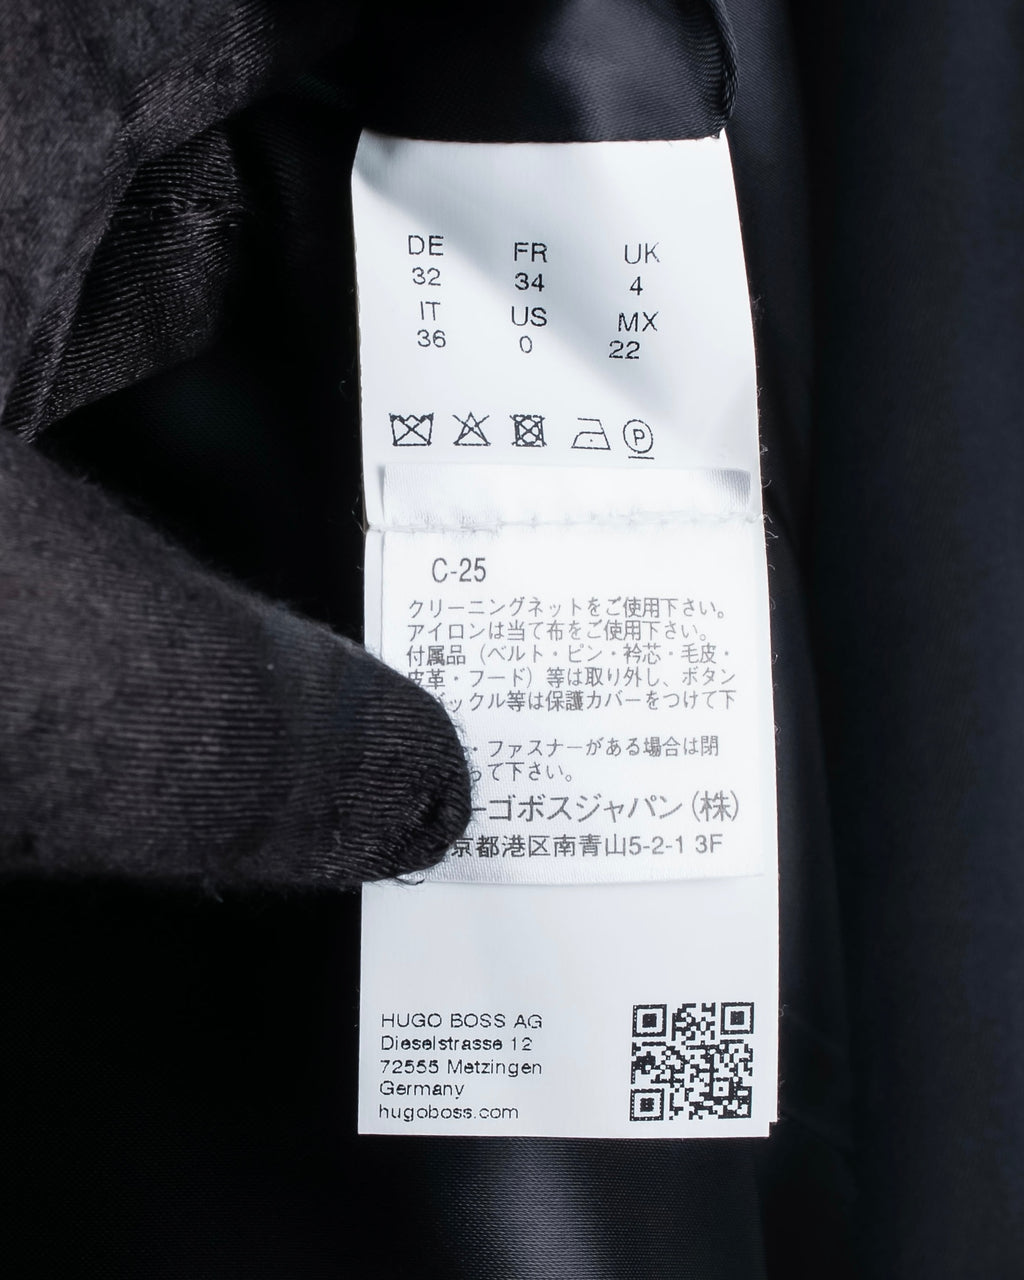 DE FR UK
32 34 4
IT US MX
36 0 22
P
C-25
クリーニングネットをご使用下さい。
アイロンは当て布をご使用下さい。
付属品（ベルト・ピン・衿芯・毛皮・
皮革・フード）等は取り外し、ボタン
ックル等は保護カバーをつけて下
・ファスナーがある場合は閉
って下さい。
ーゴボスジャパン（株）
京都港区南青山5-2-1 3F
HUGO BOSS AG
Dieselstrasse 12
72555 Metzingen
Germany
hugoboss.com